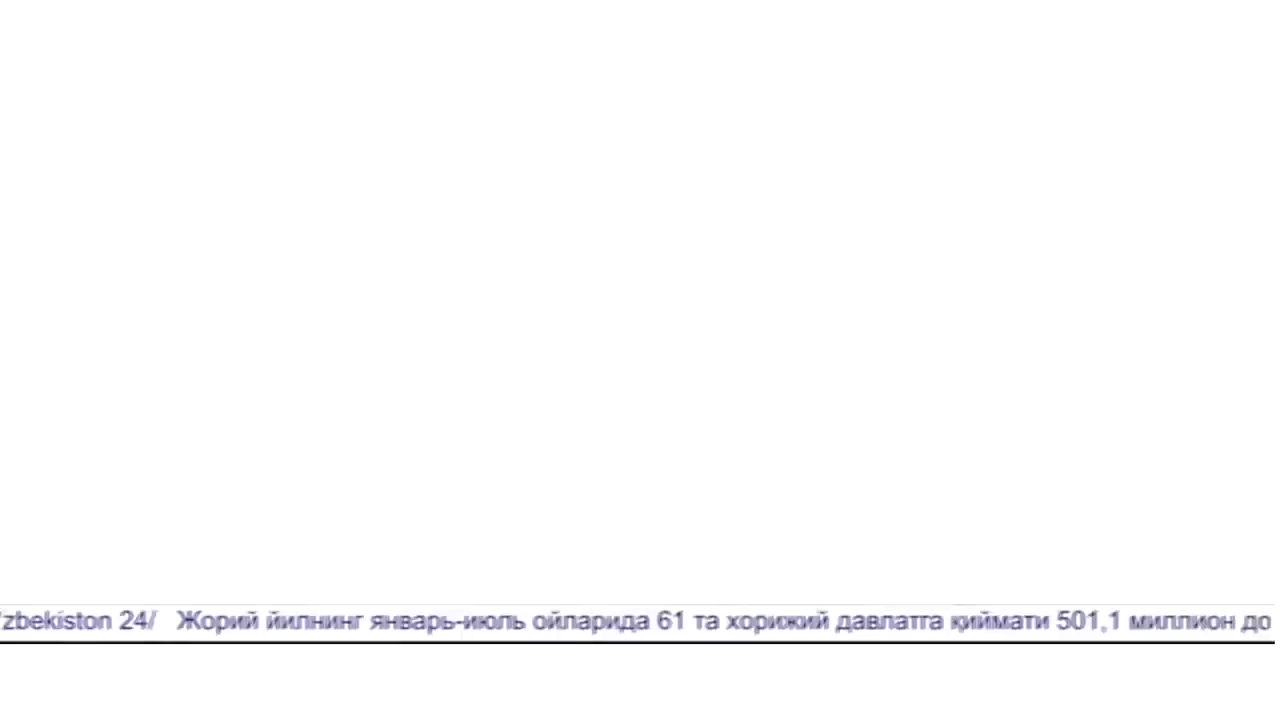 'zbekiston 24/ Жорий йилнинг январь-июль ойларида 61 та хорижий давлатга қиймати 501,1 миллион до